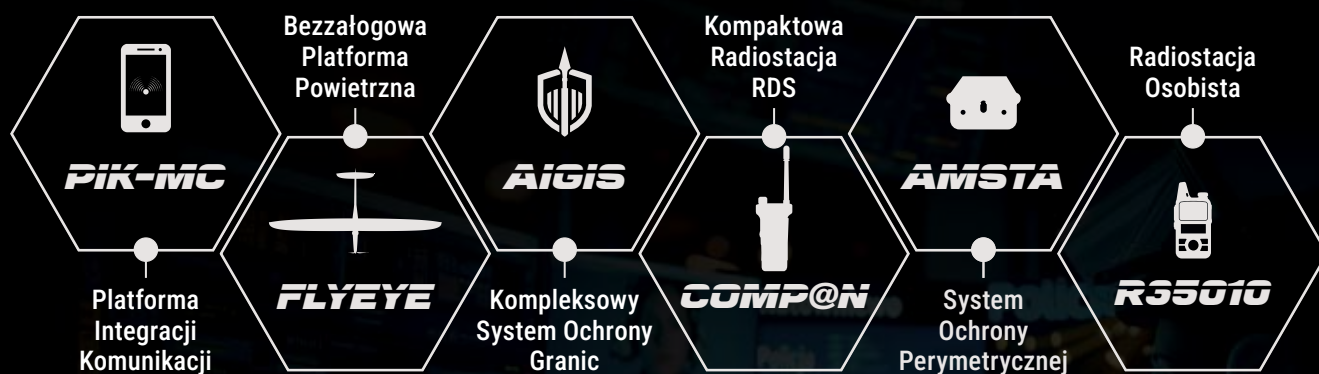 PIK-MC
Platforma
Integracji
Komunikacji
Bezzałogowa
Platforma
Powietrzna
FLYEYE
AIGIS
Kompleksowy
System Ochrony
Granic
Kompaktowa
Radiostacja
RDS
COMP@N
AMSTA
System
Ochrony
Perymetrycznej
Radiostacja
Osobista
R35010